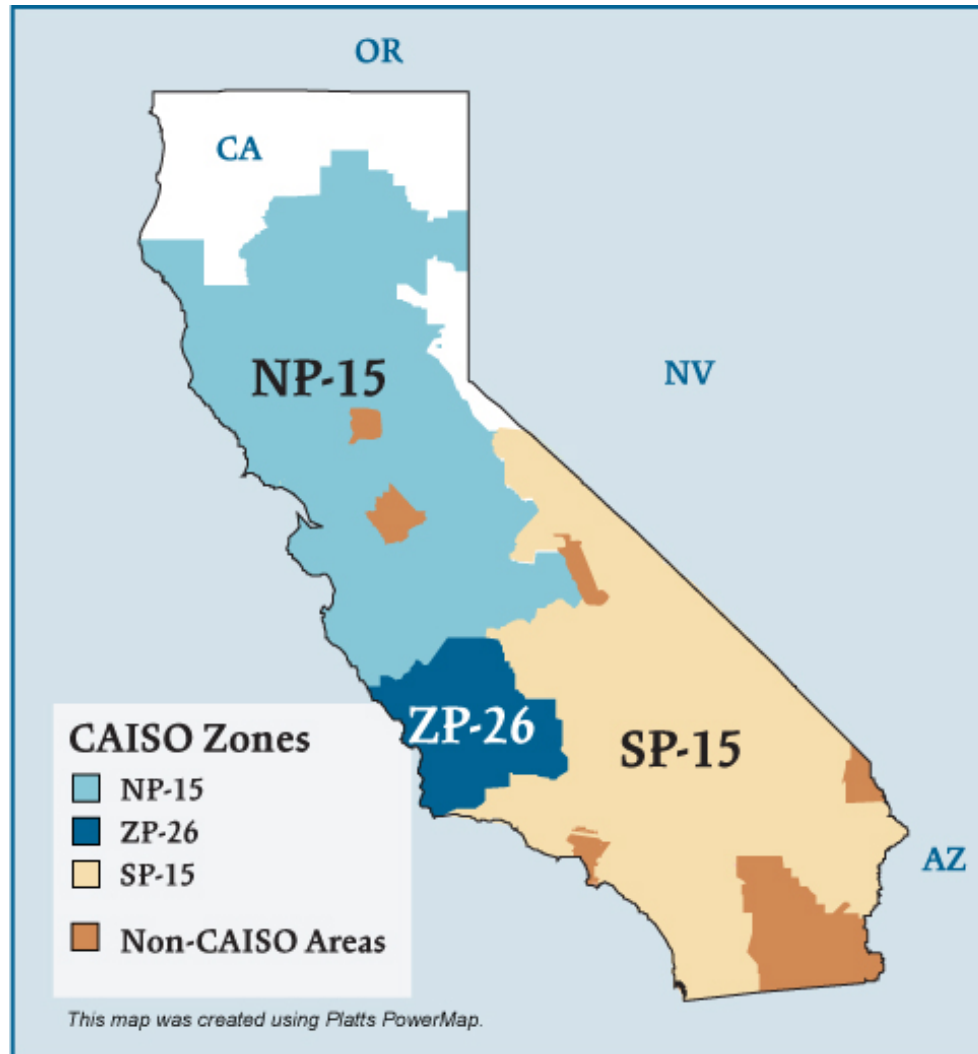 OR
CA
NP-15
NV
ZP-26
SP-15
AZ
CAISO Zones
NP-15
ZP-26
SP-15
Non-CAISO Areas
This map was created using Platts PowerMap.